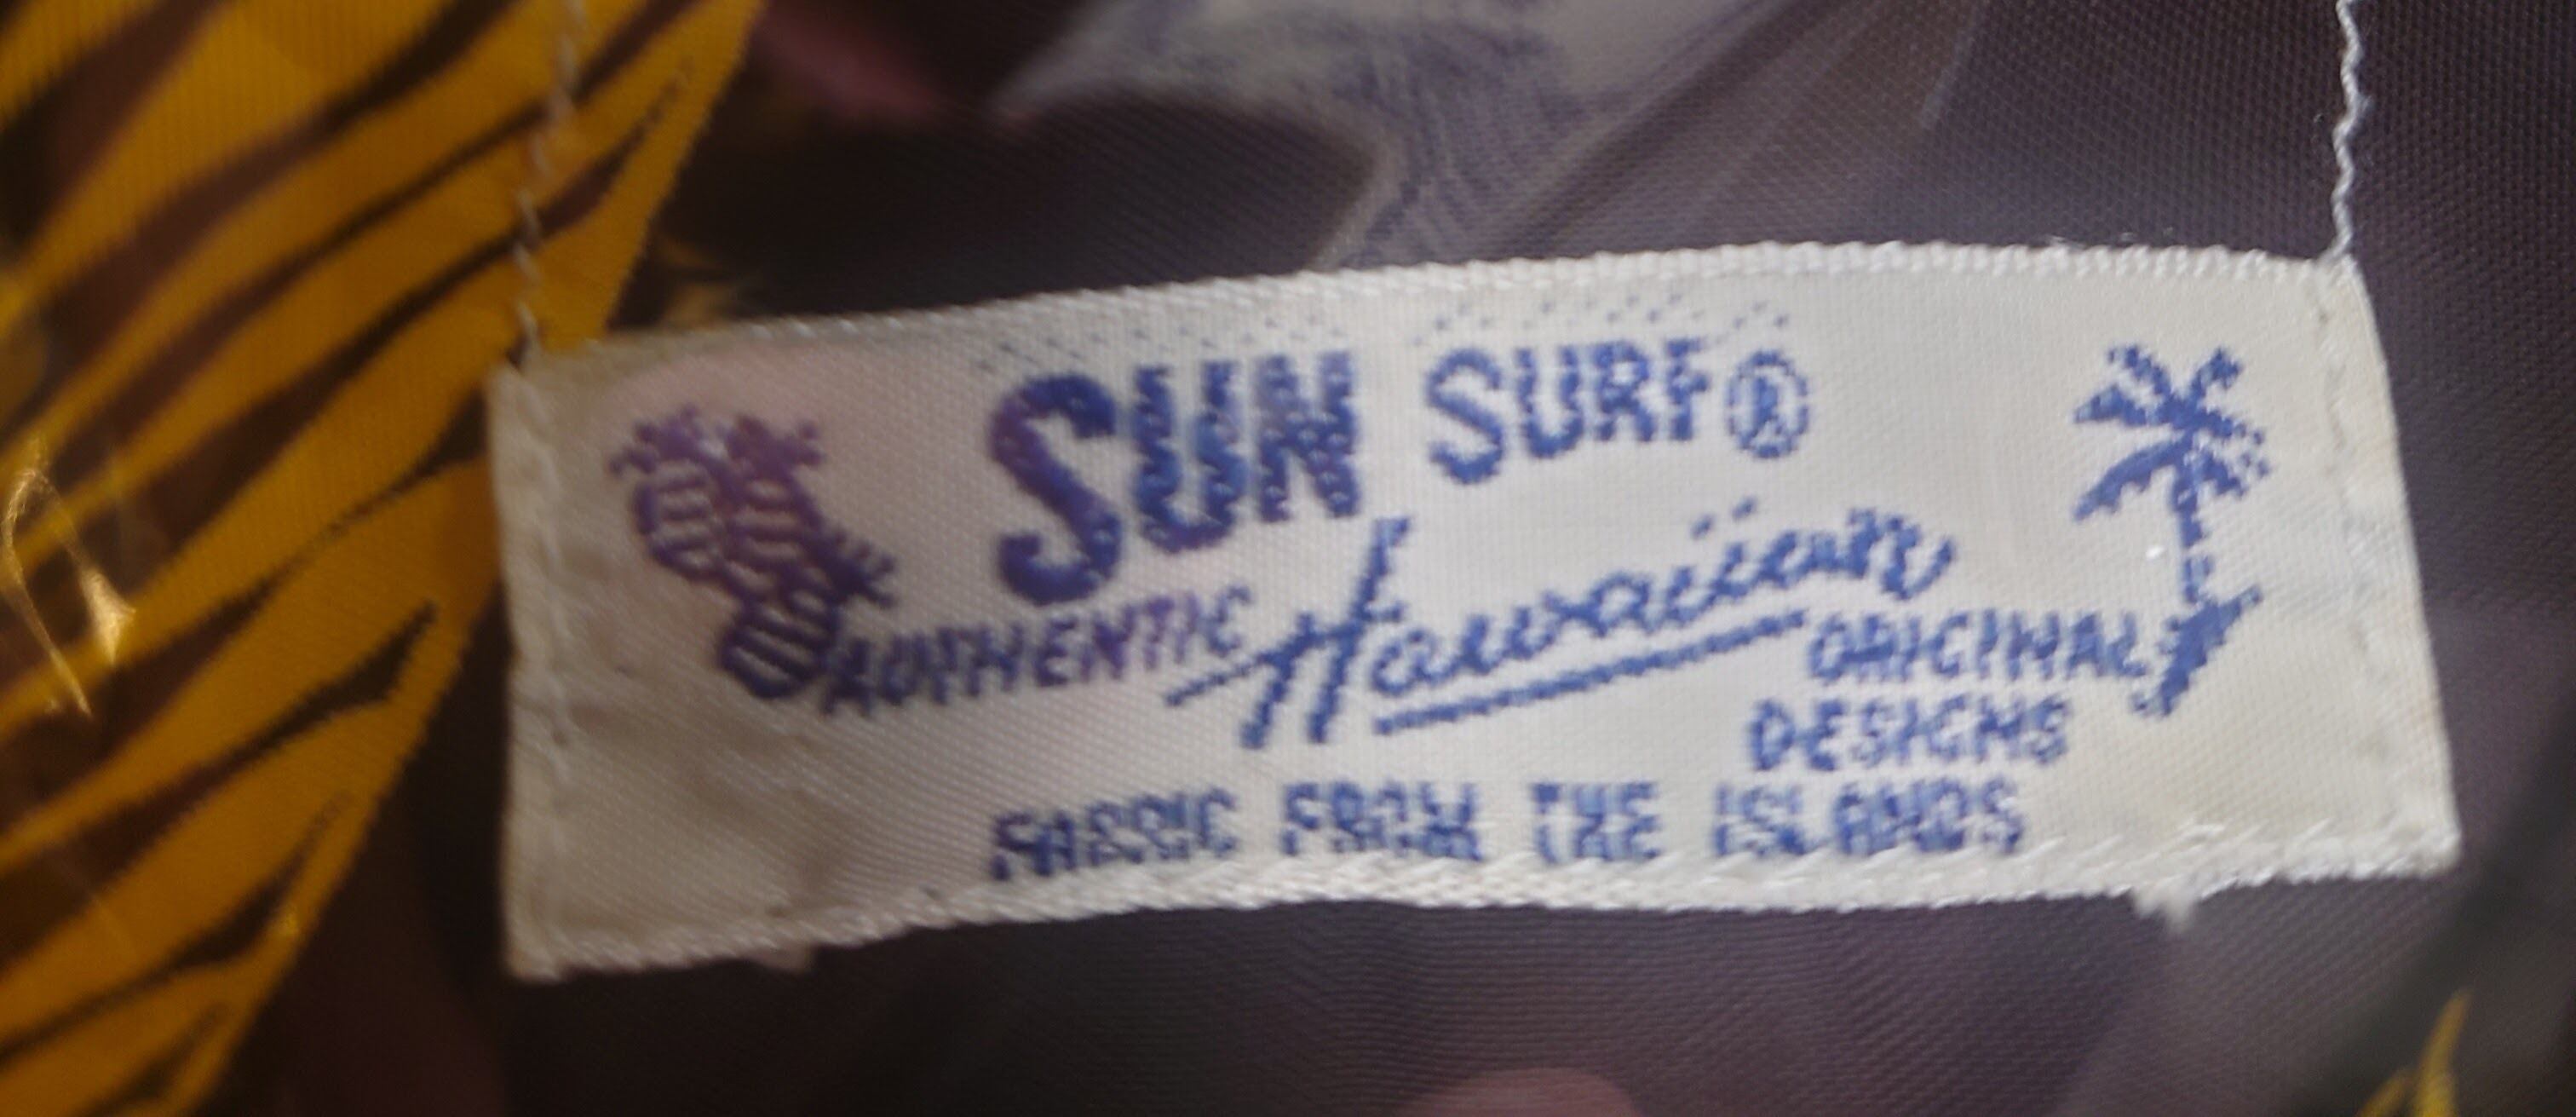 SUN SURF®
AUTHENTIC Hawaiian ORIGINAL
DESIGNS
FABRIC FROM THE ISLANDS